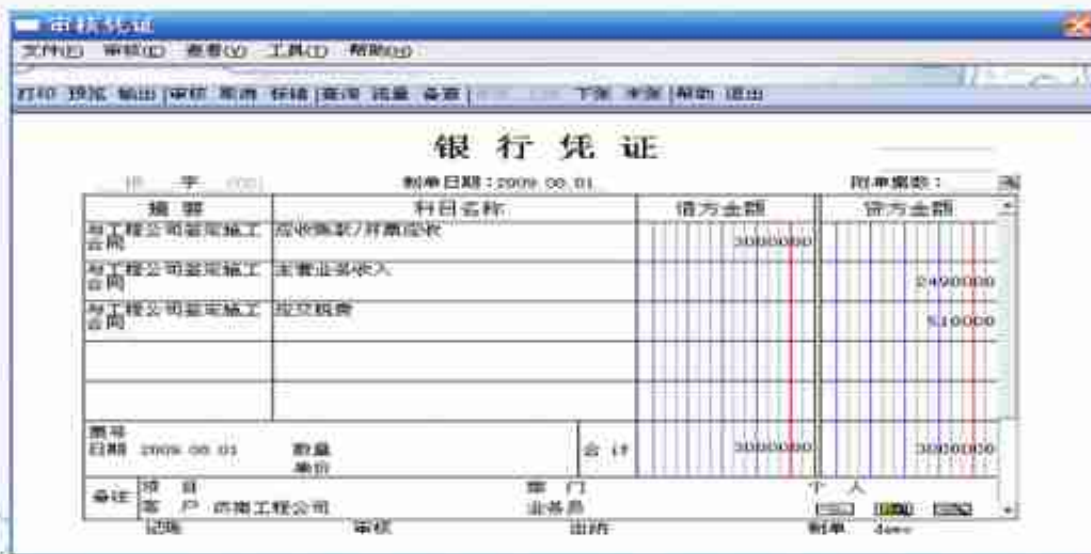 审核凭证
文件(F) 审核(E) 查看(V) 工具(T) 帮助(H)
打印 预览 输出 审核 取消 标错 查询 流量 备查 下张 末张 帮助 退出
银行凭证
字 制单日期：2009.08.01 附单据数：
摘要 科目名称 借方金额 贷方金额
与工程公司签定施工合同 应收账款/开票应收 3000000
与工程公司签定施工合同 主营业务收入 2490000
与工程公司签定施工合同 应交税费 510000
票号
日期 2009.08.01 数量 合计 3000000 3000000
单价
备注 项目 部门 个人
客户 济南工程公司 业务员
记账 审核 出纳 制单 demo